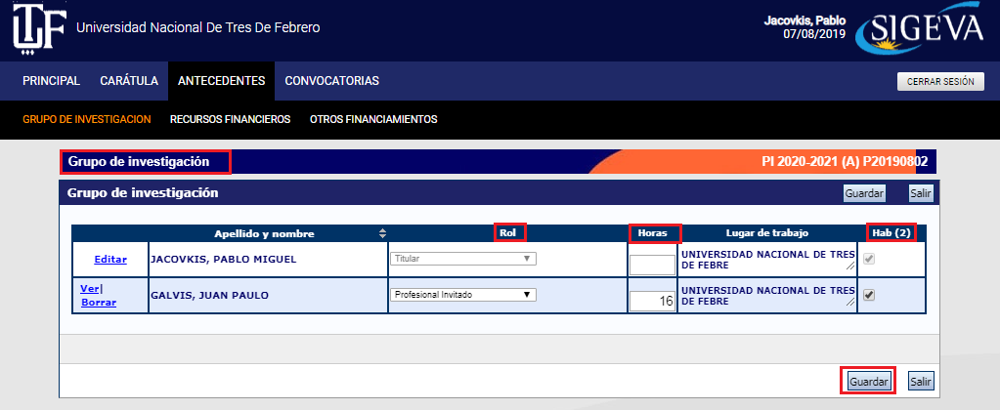 UNTREF
Universidad Nacional De Tres De Febrero
Jacovkis, Pablo
07/08/2019
SIGEVA
PRINCIPAL CARÁTULA ANTECEDENTES CONVOCATORIAS
CERRAR SESIÓN
GRUPO DE INVESTIGACION RECURSOS FINANCIEROS OTROS FINANCIAMIENTOS
Grupo de investigación
PI 2020-2021 (A) P20190802
Grupo de investigación
Guardar Salir
Apellido y nombre Rol Horas Lugar de trabajo Hab (2)
Editar JACOVKIS, PABLO MIGUEL Titular UNIVERSIDAD NACIONAL DE TRES
DE FEBRE
Ver|
Borrar
GALVIS, JUAN PAULO Profesional Invitado 16 UNIVERSIDAD NACIONAL DE TRES
DE FEBRE
Guardar Salir